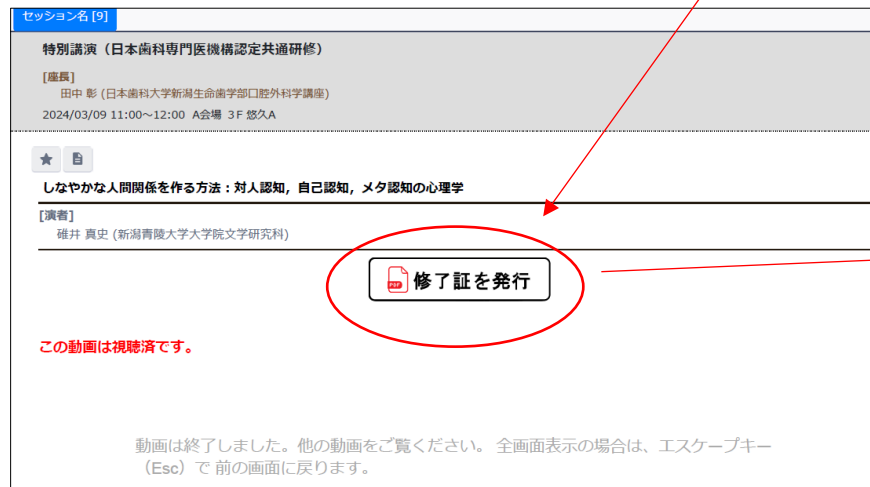 セッション名 [9]
特別講演（日本歯科専門医機構認定共通研修）
[座長]
田中 彰 (日本歯科大学新潟生命歯学部口腔外科学講座)
2024/03/09 11:00～12:00 A会場 3F 悠久A
しなやかな人間関係を作る方法：対人認知，自己認知，メタ認知の心理学
[演者]
碓井 真史 (新潟青陵大学大学院文学研究科)
PDF 修了証を発行
この動画は視聴済です。
動画は終了しました。他の動画をご覧ください。 全画面表示の場合は、エスケープキー
（Esc）で 前の画面に戻ります。